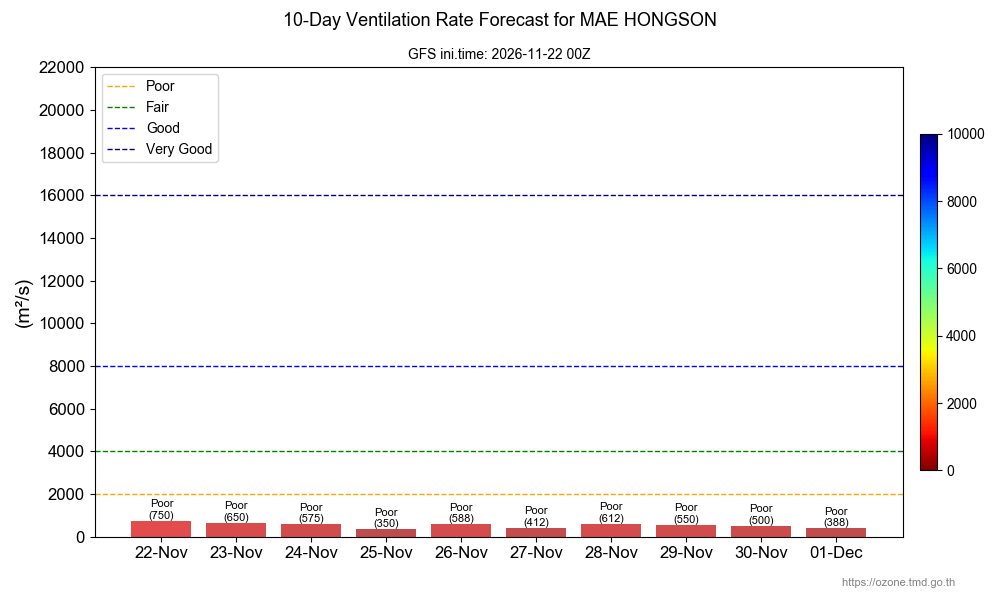 10-Day Ventilation Rate Forecast for MAE HONGSON
GFS ini.time: 2026-11-22 00Z
(m²/s)
22000
20000
18000
16000
14000
12000
10000
8000
6000
4000
2000
0
Poor
Fair
Good
Very Good
Poor
(750)
Poor
(650)
Poor
(575)
Poor
(350)
Poor
(588)
Poor
(412)
Poor
(612)
Poor
(550)
Poor
(500)
Poor
(388)
22-Nov 23-Nov 24-Nov 25-Nov 26-Nov 27-Nov 28-Nov 29-Nov 30-Nov 01-Dec
10000
8000
6000
4000
2000
0
https://ozone.tmd.go.th